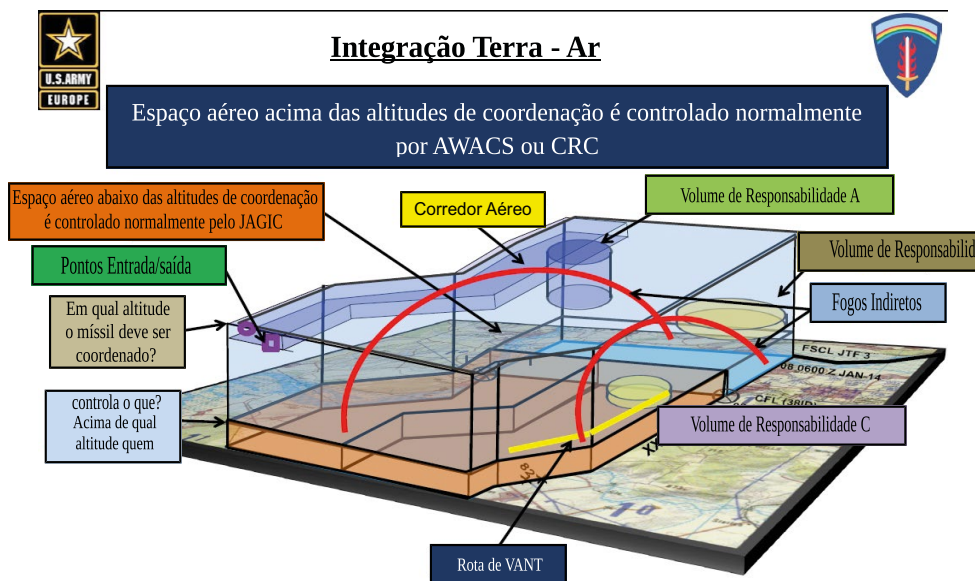 U.S.ARMY
EUROPE
Integração Terra - Ar
Espaço aéreo acima das altitudes de coordenação é controlado normalmente
por AWACS ou CRC
Espaço aéreo abaixo das altitudes de coordenação
é controlado normalmente pelo JAGIC
Corredor Aéreo
Volume de Responsabilidade A
Volume de Responsabilid
Pontos Entrada/saída
Fogos Indiretos
Em qual altitude
o míssil deve ser
coordenado?
FSCL JTF 3
08 0600 Z JAN-14
CFL (38ID)
controla o que?
Acima de qual
altitude quem
Volume de Responsabilidade C
XX
Rota de VANT